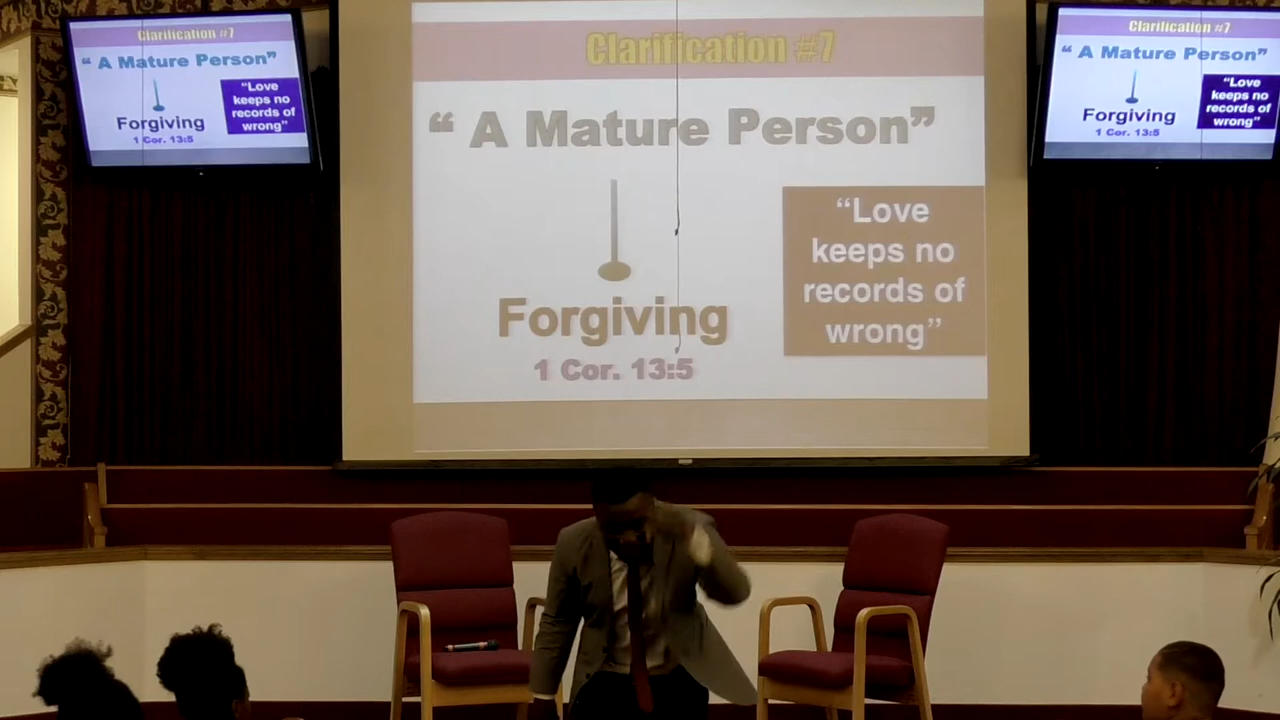 Clarification #7
“ A Mature Person”
Forgiving
1 Cor. 13:5
“Love
keeps no
records of
wrong”
Clarification #7
“ A Mature Person”
Forgiving
1 Cor. 13:5
“Love
keeps no
records of
wrong”
Clarification #7
“ A Mature Person”
Forgiving
1 Cor. 13:5
“Love
keeps no
records of
wrong”